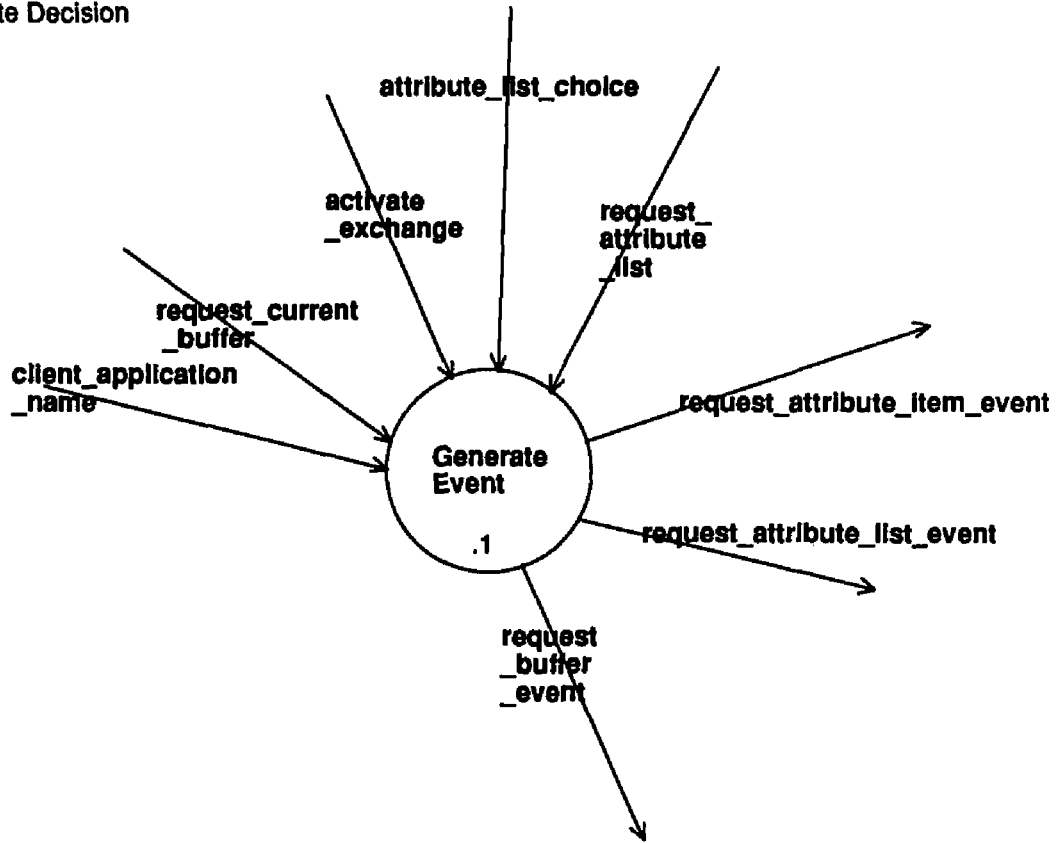 te Decision
attribute_list_choice
activate
_exchange
request_
attribute
_list
request_current
_buffer
client_application
_name
request_attribute_item_event
Generate
Event
.1
request_attribute_list_event
request
_buffer
_event